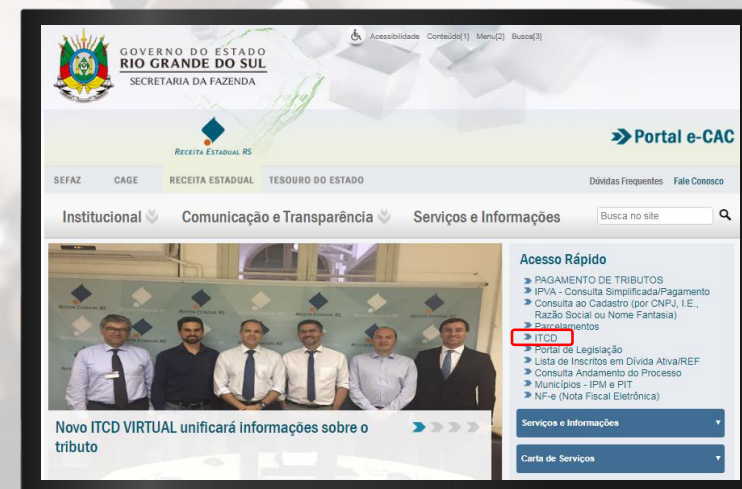 Acessibilidade Conteúdo[1] Menu[2] Busca[3]
GOVERNO DO ESTADO
RIO GRANDE DO SUL
SECRETARIA DA FAZENDA
RECEITA ESTADUAL RS
Portal e-CAC
SEFAZ CAGE RECEITA ESTADUAL TESOURO DO ESTADO Dúvidas Frequentes Fale Conosco
Institucional Comunicação e Transparência Serviços e Informações Busca no site
Acesso Rápido
PAGAMENTO DE TRIBUTOS
IPVA - Consulta Simplificada/Pagamento
Consulta ao Cadastro (por CNPJ, I.E.,
Razão Social ou Nome Fantasia)
Parcelamentos
ITCD
Portal de Legislação
Lista de Inscritos em Dívida Ativa/REF
Consulta Andamento do Processo
Municípios - IPM e PIT
NF-e (Nota Fiscal Eletrônica)
Novo ITCD VIRTUAL unificará informações sobre o
tributo
Serviços e Informações
Carta de Serviços